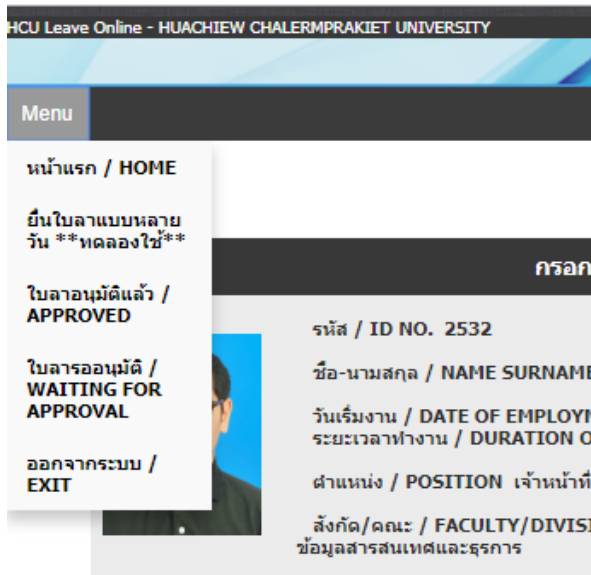 HCU Leave Online - HUACHIEW CHALERMPRAKIET UNIVERSITY
Menu
หน้าแรก / HOME
ยื่นใบลาแบบหลาย
วัน **ทดลองใช้**
ใบลาอนุมัติแล้ว /
APPROVED
ใบลารออนุมัติ /
WAITING FOR
APPROVAL
ออกจากระบบ /
EXIT
กรอก
รหัส / ID NO. 2532
ชื่อ-นามสกุล / NAME SURNAME
วันเริ่มงาน / DATE OF EMPLOYM
ระยะเวลาทำงาน / DURATION O
ตำแหน่ง / POSITION เจ้าหน้าที่
สังกัด/คณะ / FACULTY/DIVISI
ข้อมูลสารสนเทศและธุรการ